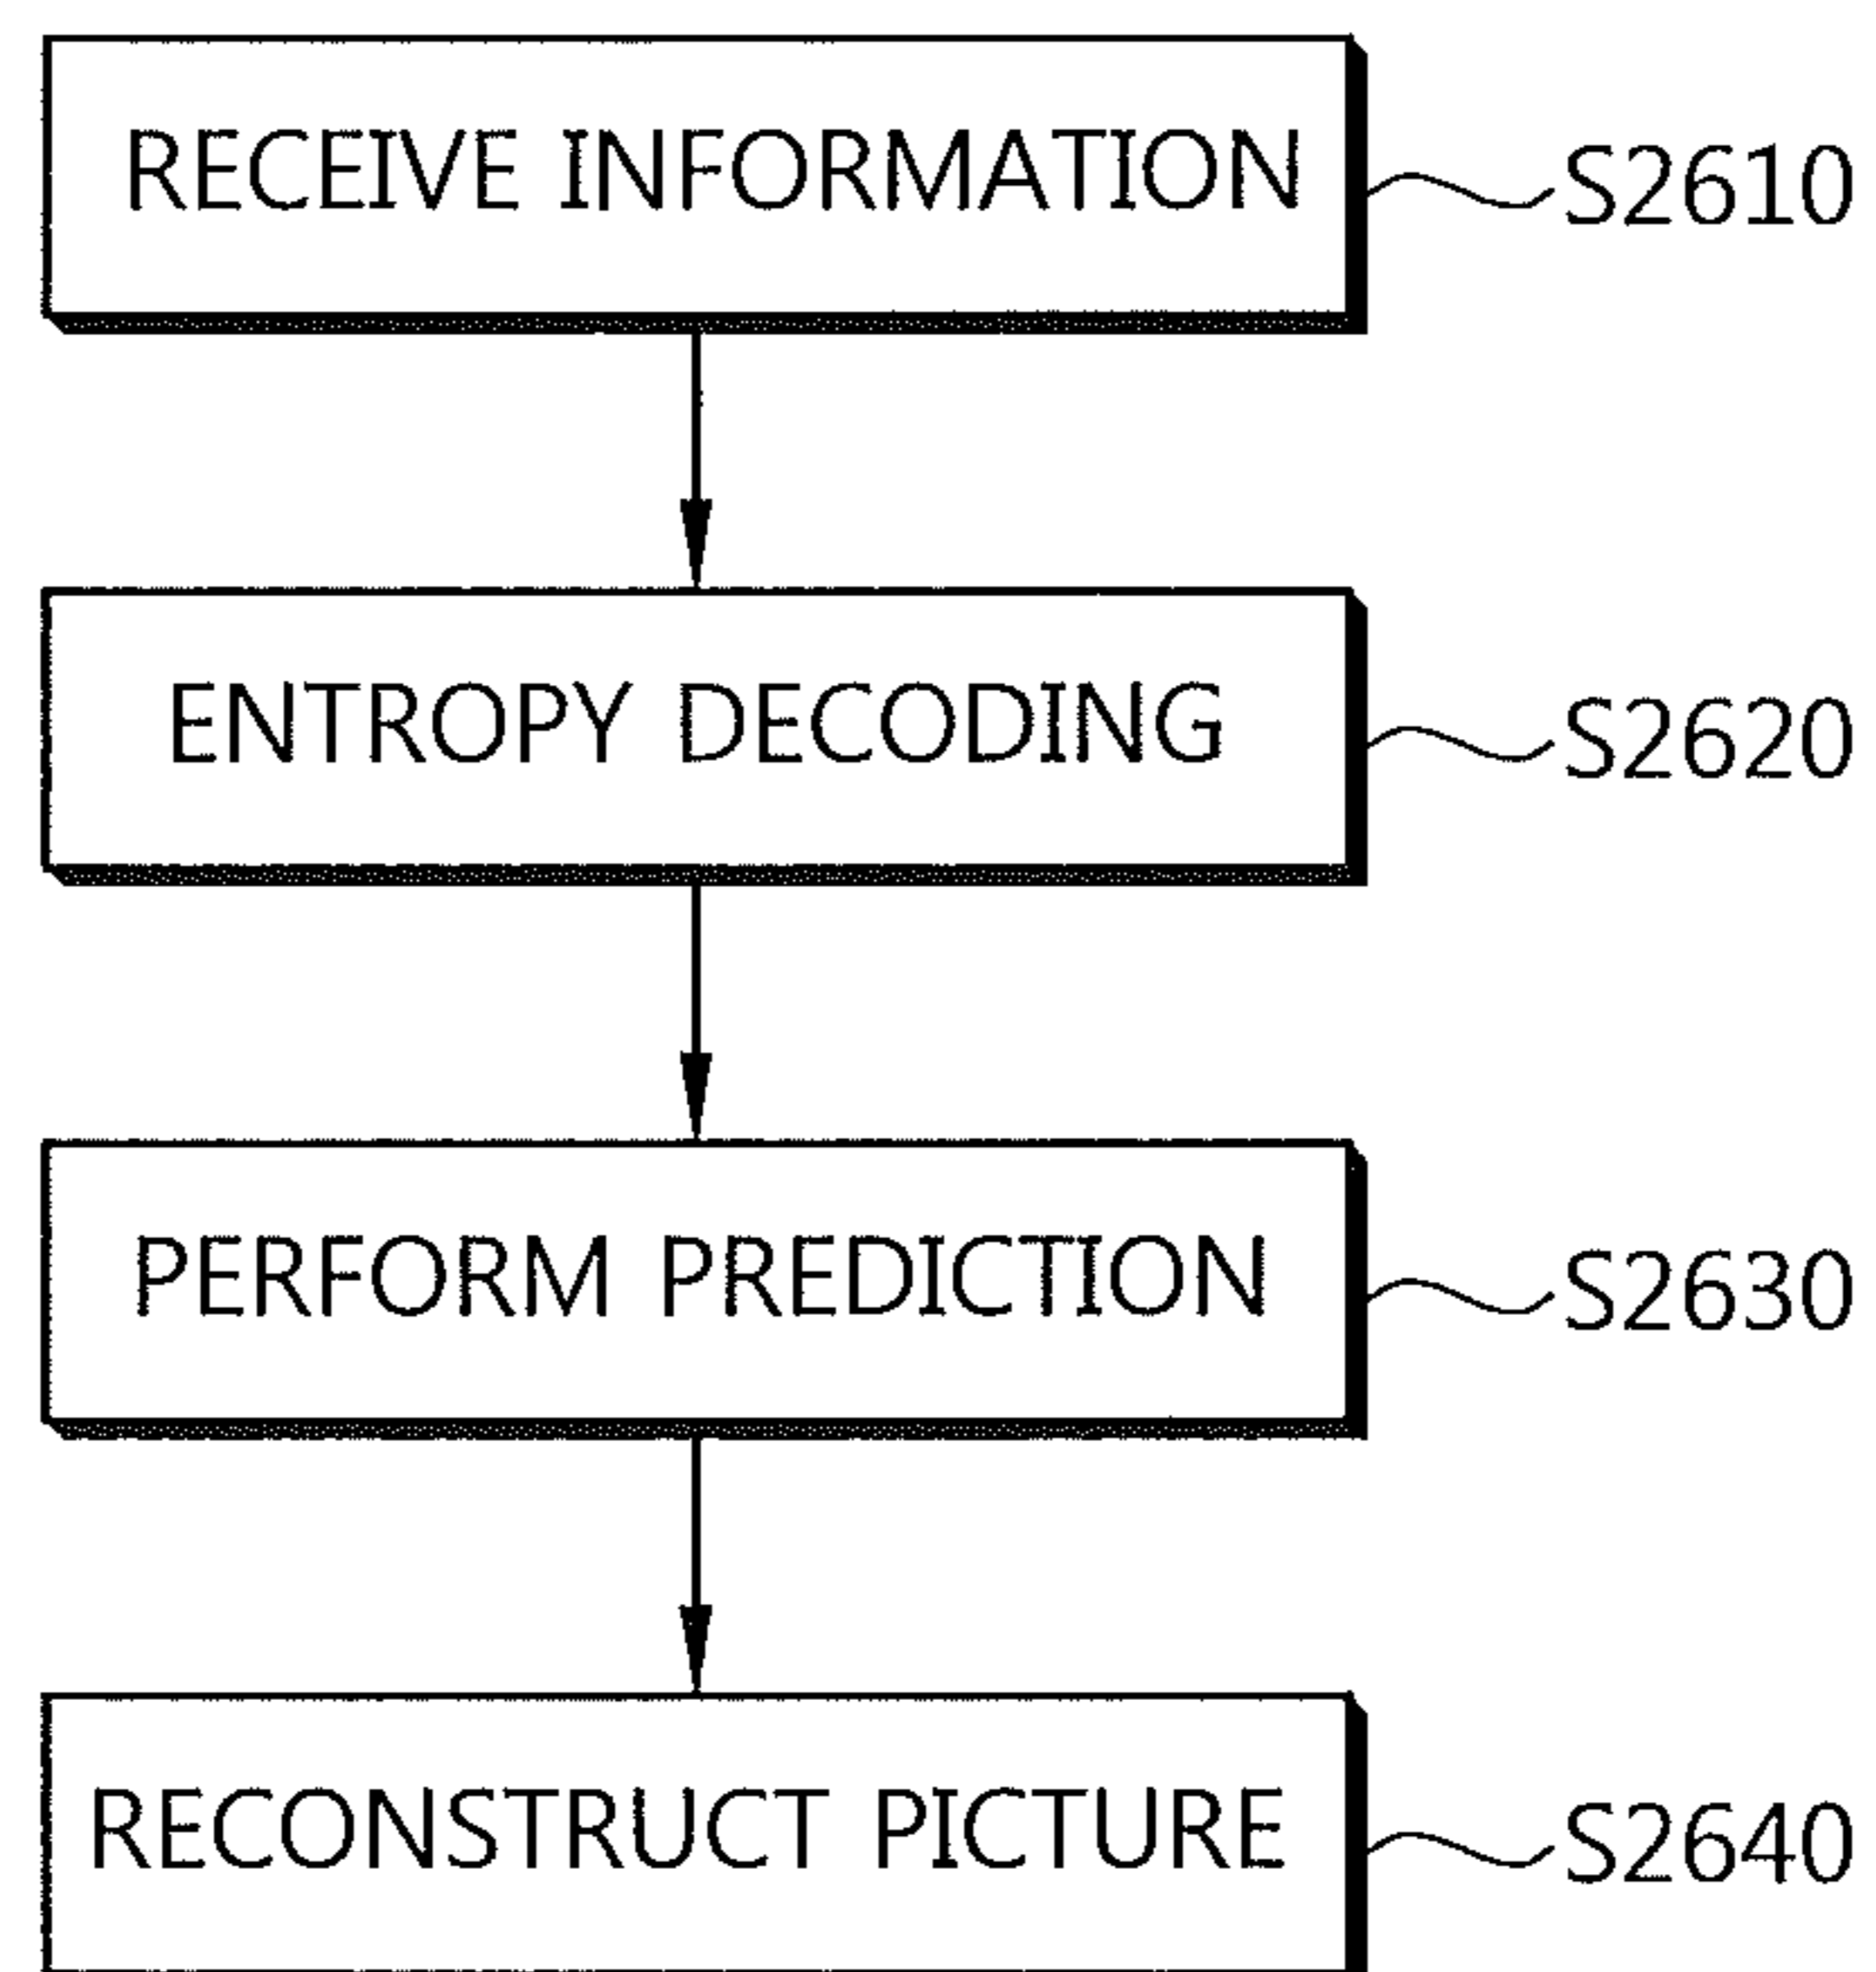 RECEIVE INFORMATION S2610
ENTROPY DECODING S2620
PERFORM PREDICTION S2630
RECONSTRUCT PICTURE S2640